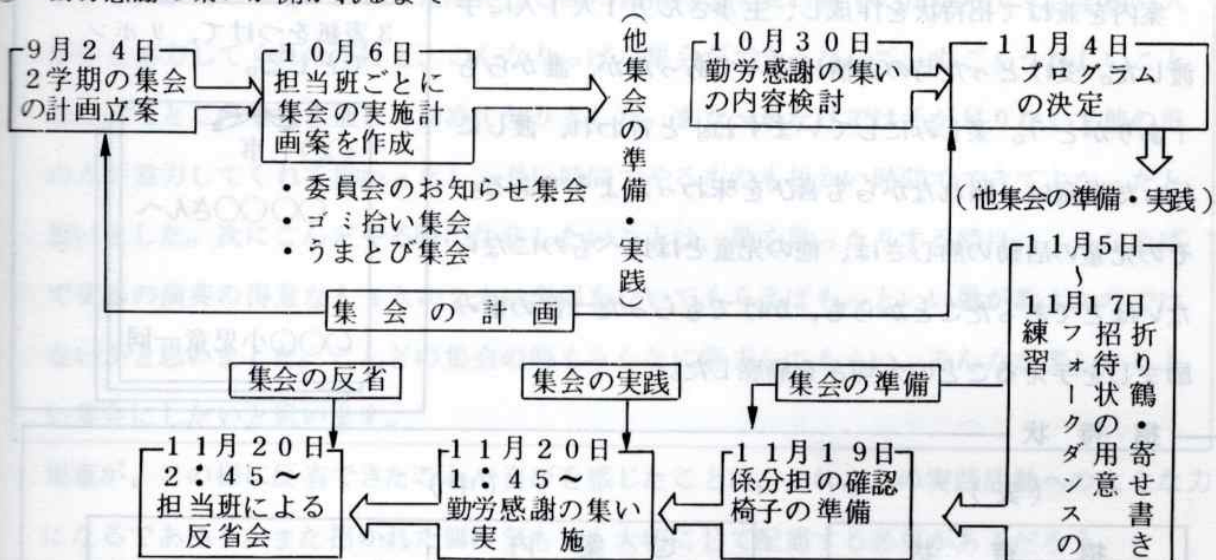 9月24日
2学期の集会
の計画立案
10月6日
担当班ごとに
集会の実施計
画案を作成
・委員会のお知らせ集会
・ゴミ拾い集会
・うまとび集会
(他集会の準備・実践)
10月30日
勤労感謝の集い
の内容検討
11月4日
プログラム
の決定
(他集会の準備・実践)
集会の計画
11月5日
〜
11月17日
折り鶴・寄せ書き
招待状の用意
フォークダンスの
練習
集会の準備
集会の実践
集会の反省
11月19日
係分担の確認
椅子の準備
11月20日
:45〜
勤労感謝の集い
実施
11月20日
2:45〜
担当班による
反省会